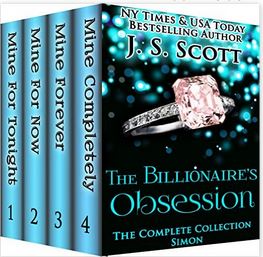 Mine For Tonight
1
Mine For Now
2
Mine Forever
3
Mine Completely
4
NY Times & USA Today
Bestselling Author
J. S. Scott
The Billionaire's
Obsession
The Complete Collection
Simon